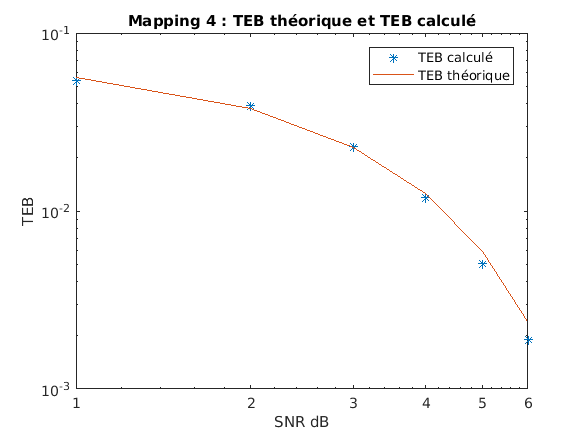 Mapping 4 : TEB théorique et TEB calculé
TEB calculé
TEB théorique
10^-1
10^-2
10^-3
TEB
1 2 3 4 5 6
SNR dB